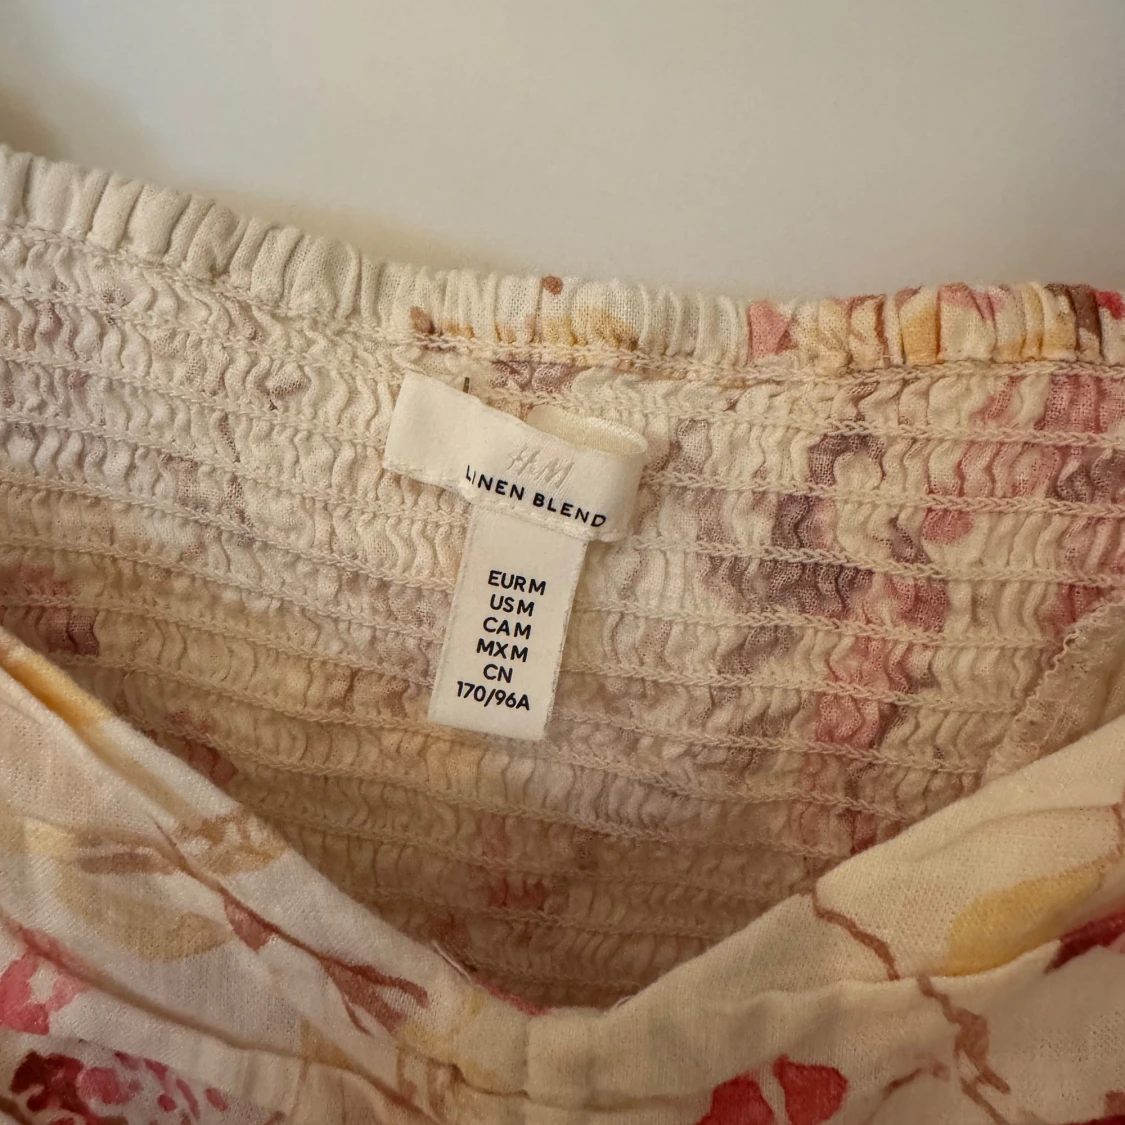 H&M
LINEN BLEND
EUR M
US M
CA M
MX M
CN
170/96A